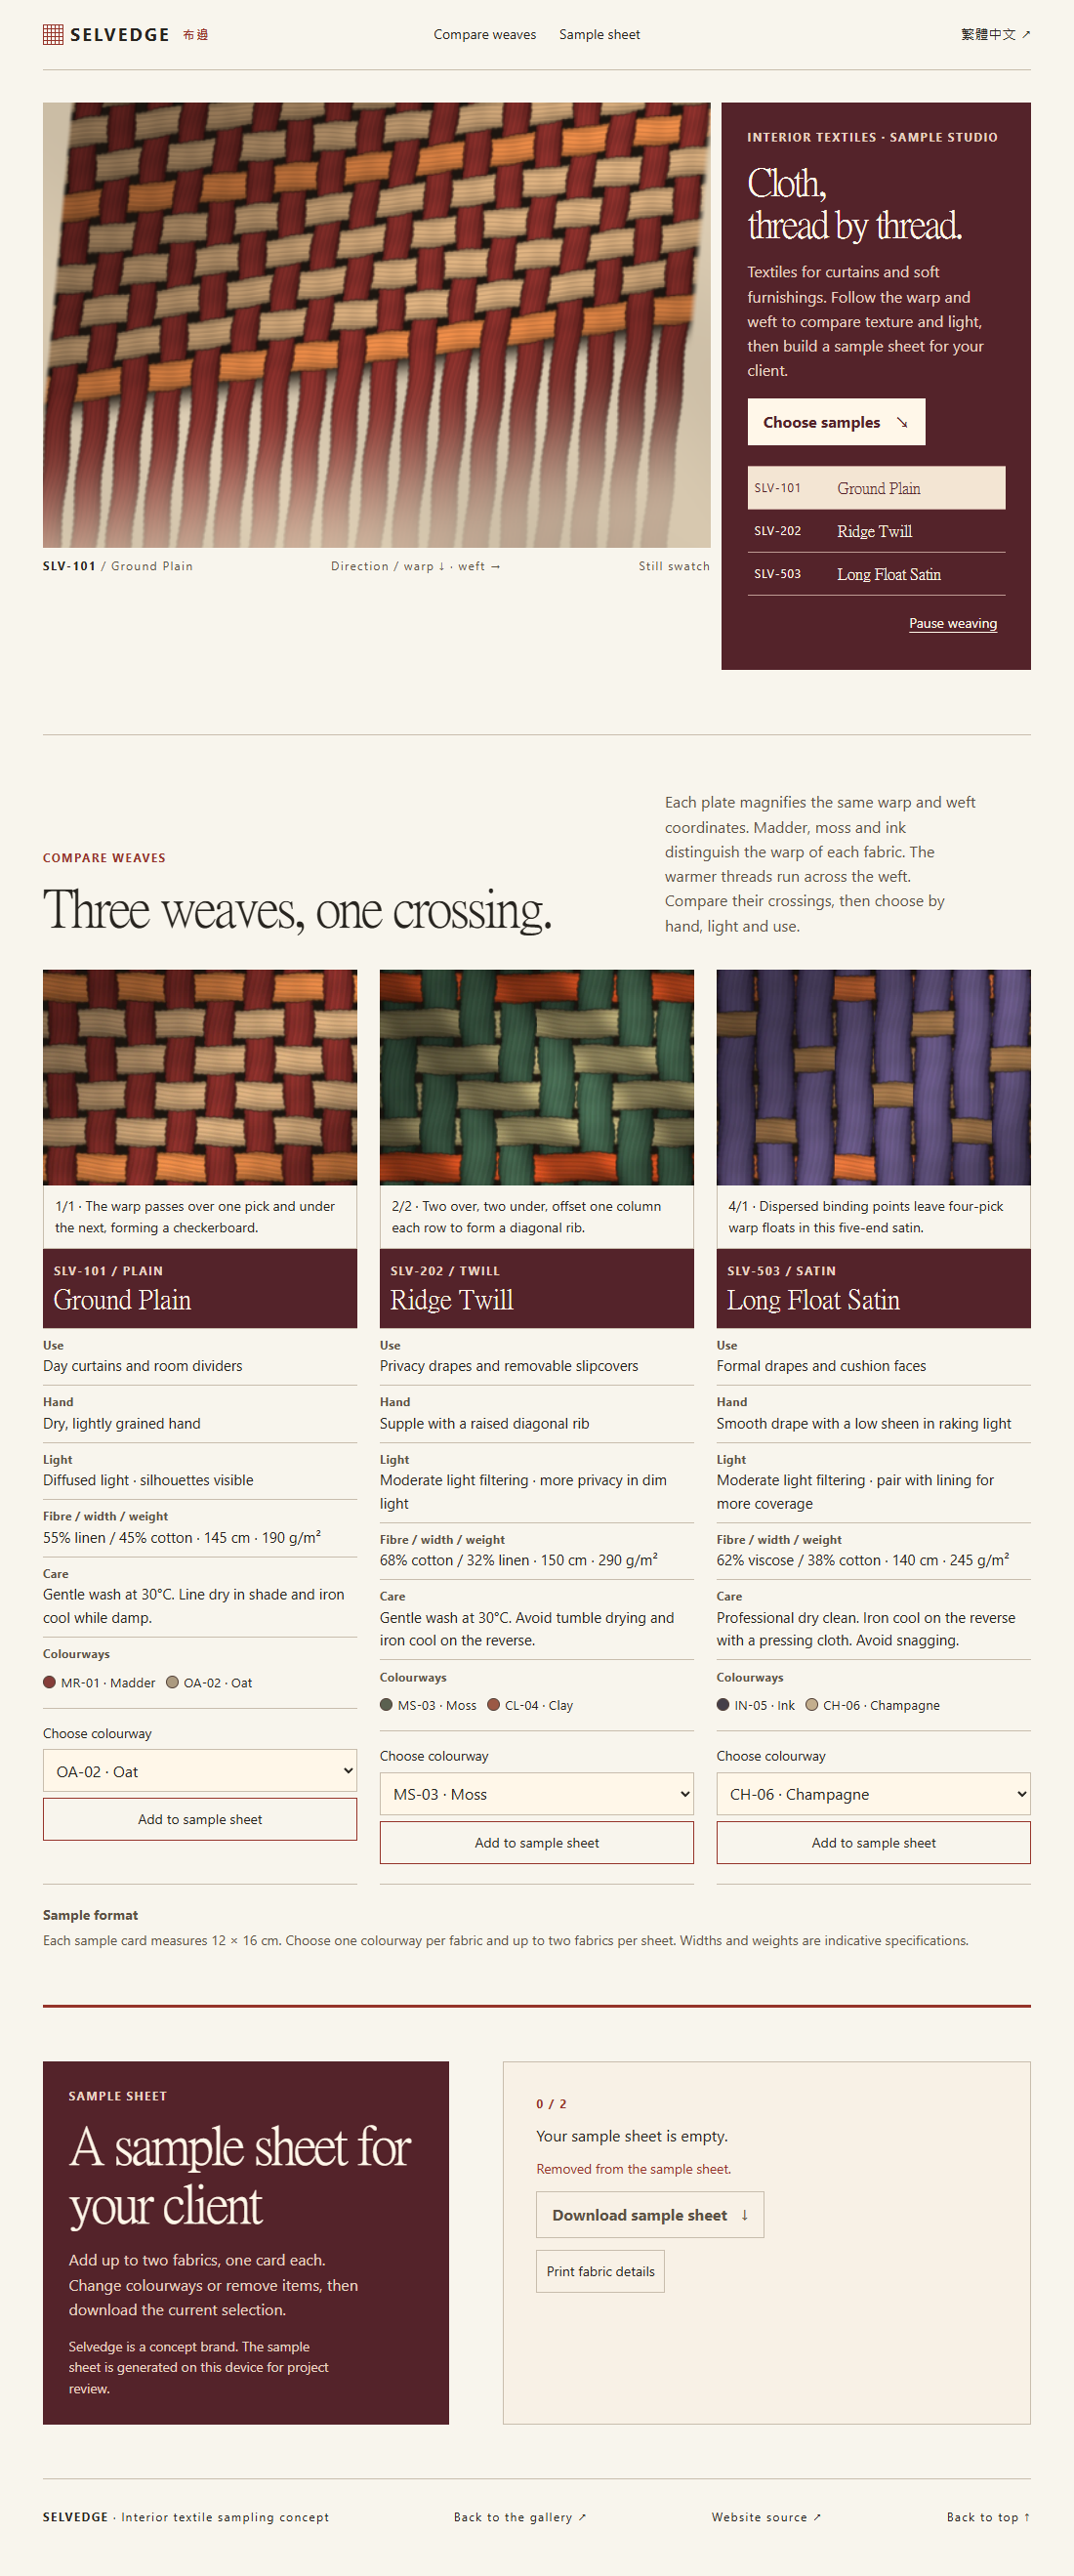 SELVEDGE 布邊
Compare weaves
Sample sheet
繁體中文 ↗
INTERIOR TEXTILES · SAMPLE STUDIO
Cloth,
thread by thread.
Textiles for curtains and soft
furnishings. Follow the warp and
weft to compare texture and light,
then build a sample sheet for your
client.
Choose samples ↘
SLV-101 Ground Plain
SLV-202 Ridge Twill
SLV-503 Long Float Satin
Pause weaving
SLV-101 / Ground Plain
Direction / warp ↓ · weft →
Still swatch
COMPARE WEAVES
Three weaves, one crossing.
Each plate magnifies the same warp and weft
coordinates. Madder, moss and ink
distinguish the warp of each fabric. The
warmer threads run across the weft.
Compare their crossings, then choose by
hand, light and use.
1/1 · The warp passes over one pick and under
the next, forming a checkerboard.
SLV-101 / PLAIN
Ground Plain
Use
Day curtains and room dividers
Hand
Dry, lightly grained hand
Light
Diffused light · silhouettes visible
Fibre / width / weight
55% linen / 45% cotton · 145 cm · 190 g/m²
Care
Gentle wash at 30°C. Line dry in shade and iron
cool while damp.
Colourways
MR-01 · Madder OA-02 · Oat
Choose colourway
OA-02 · Oat
Add to sample sheet
2/2 · Two over, two under, offset one column
each row to form a diagonal rib.
SLV-202 / TWILL
Ridge Twill
Use
Privacy drapes and removable slipcovers
Hand
Supple with a raised diagonal rib
Light
Moderate light filtering · more privacy in dim
light
Fibre / width / weight
68% cotton / 32% linen · 150 cm · 290 g/m²
Care
Gentle wash at 30°C. Avoid tumble drying and
iron cool on the reverse.
Colourways
MS-03 · Moss CL-04 · Clay
Choose colourway
MS-03 · Moss
Add to sample sheet
4/1 · Dispersed binding points leave four-pick
warp floats in this five-end satin.
SLV-503 / SATIN
Long Float Satin
Use
Formal drapes and cushion faces
Hand
Smooth drape with a low sheen in raking light
Light
Moderate light filtering · pair with lining for
more coverage
Fibre / width / weight
62% viscose / 38% cotton · 140 cm · 245 g/m²
Care
Professional dry clean. Iron cool on the reverse
with a pressing cloth. Avoid snagging.
Colourways
IN-05 · Ink CH-06 · Champagne
Choose colourway
CH-06 · Champagne
Add to sample sheet
Sample format
Each sample card measures 12 × 16 cm. Choose one colourway per fabric and up to two fabrics per sheet. Widths and weights are indicative specifications.
SAMPLE SHEET
A sample sheet for
your client
Add up to two fabrics, one card each.
Change colourways or remove items, then
download the current selection.
Selvedge is a concept brand. The sample
sheet is generated on this device for project
review.
0 / 2
Your sample sheet is empty.
Removed from the sample sheet.
Download sample sheet ↓
Print fabric details
SELVEDGE · Interior textile sampling concept
Back to the gallery ↗
Website source ↗
Back to top ↑